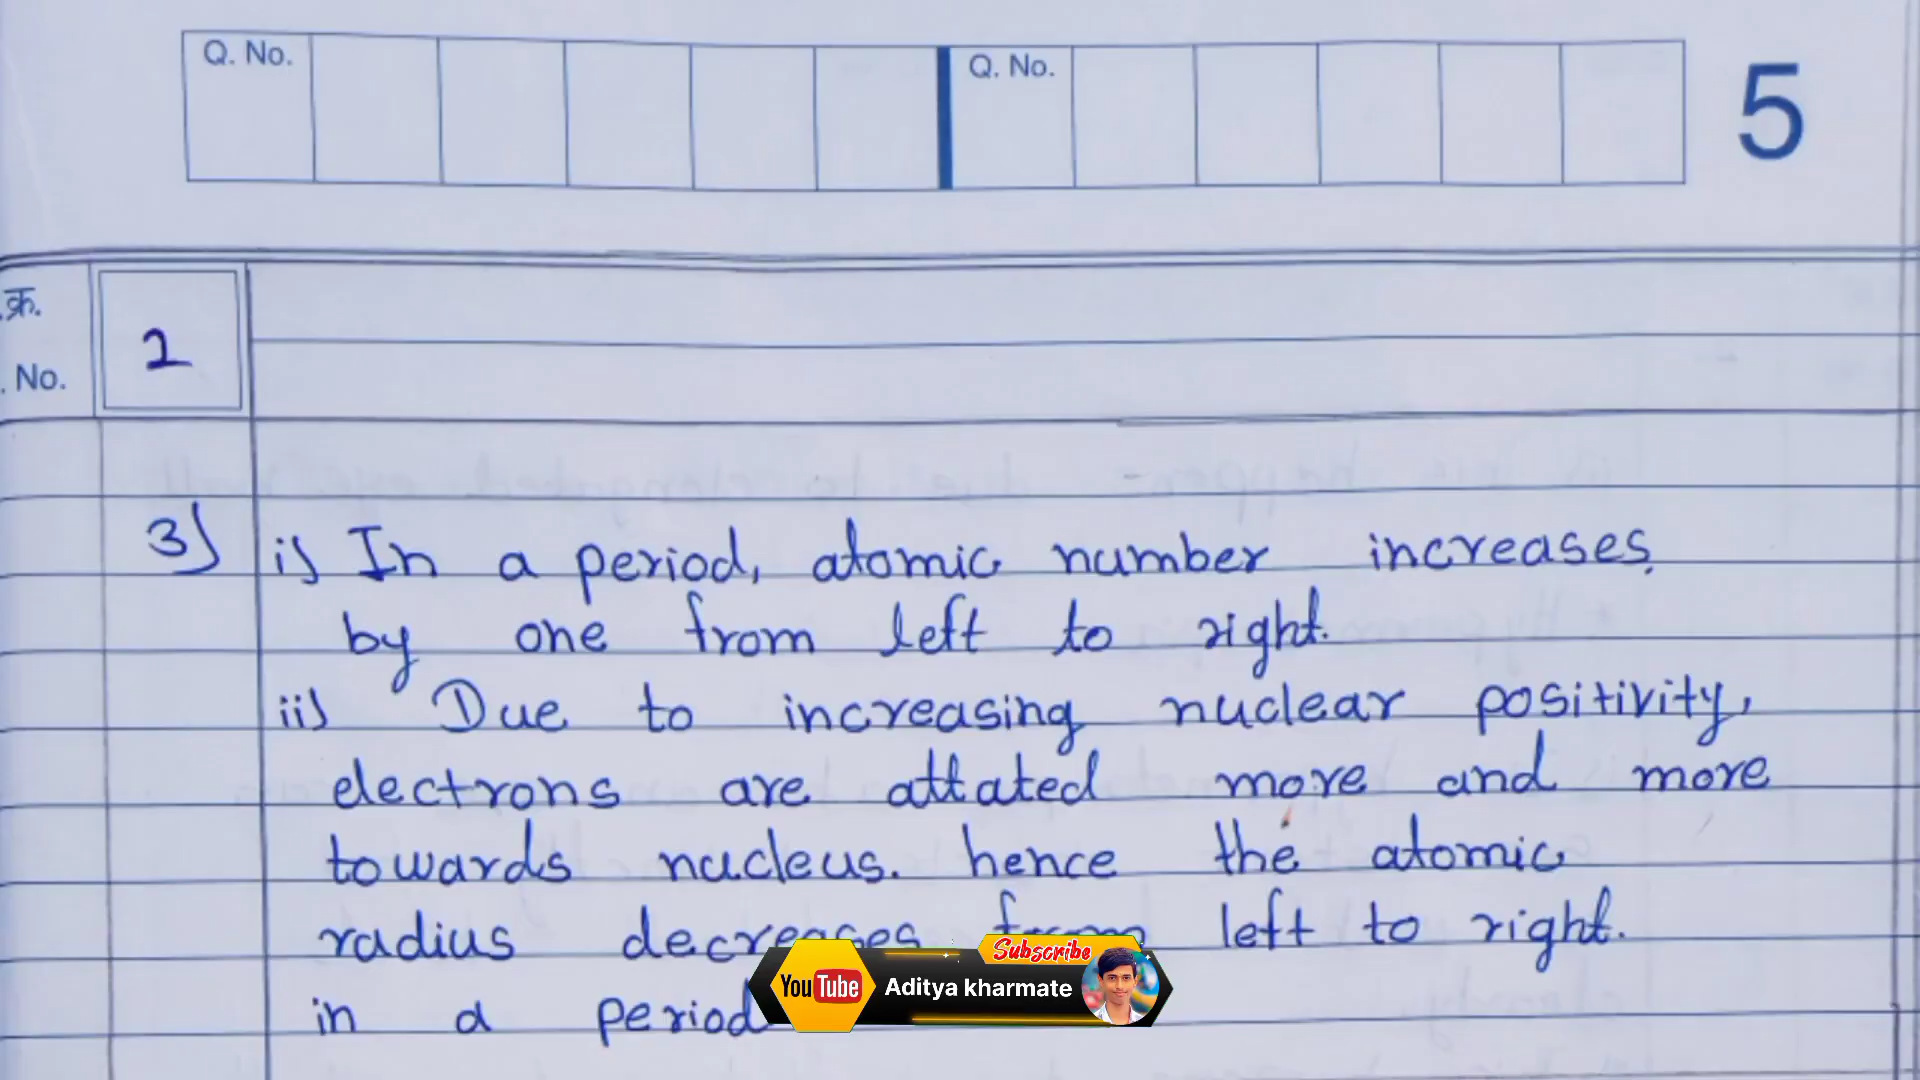 Q. No.
Q. No.
5
.क्र.
. No.
2
3) i) In a period, atomic number increases
by one from left to right.
ii) Due to increasing nuclear positivity,
electrons are attated more and more
towards nucleus. hence the atomic
radius decreases from left to right.
in a period
Subscribe
YouTube
Aditya kharmate